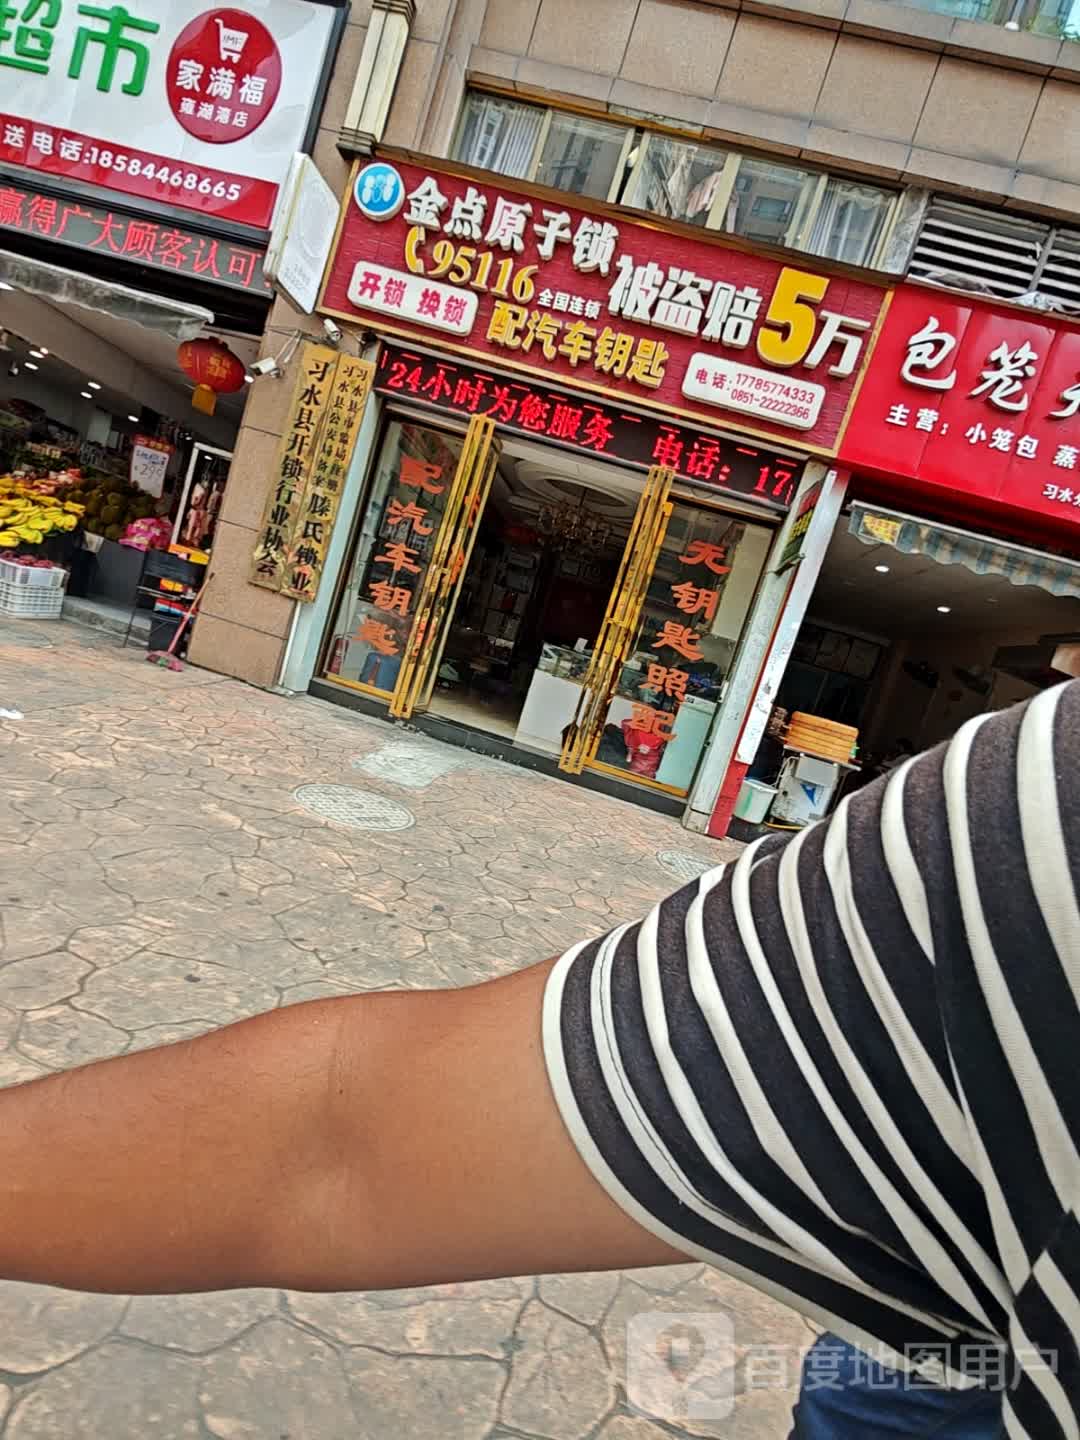 超市
JMF
家满福
雍湖湾店
送电话:18584468665
赢得广大顾客认可
金点原子锁
95116
全国连锁
被盗赔5万
开锁 换锁
配汽车钥匙
电话:17785774333
0851-22222366
24小时为您服务 电话:17
习水县开锁行业协会
滕氏锁业
配汽车钥匙
无钥匙照配
包笼
主营:小笼包 蒸
百度地图用户